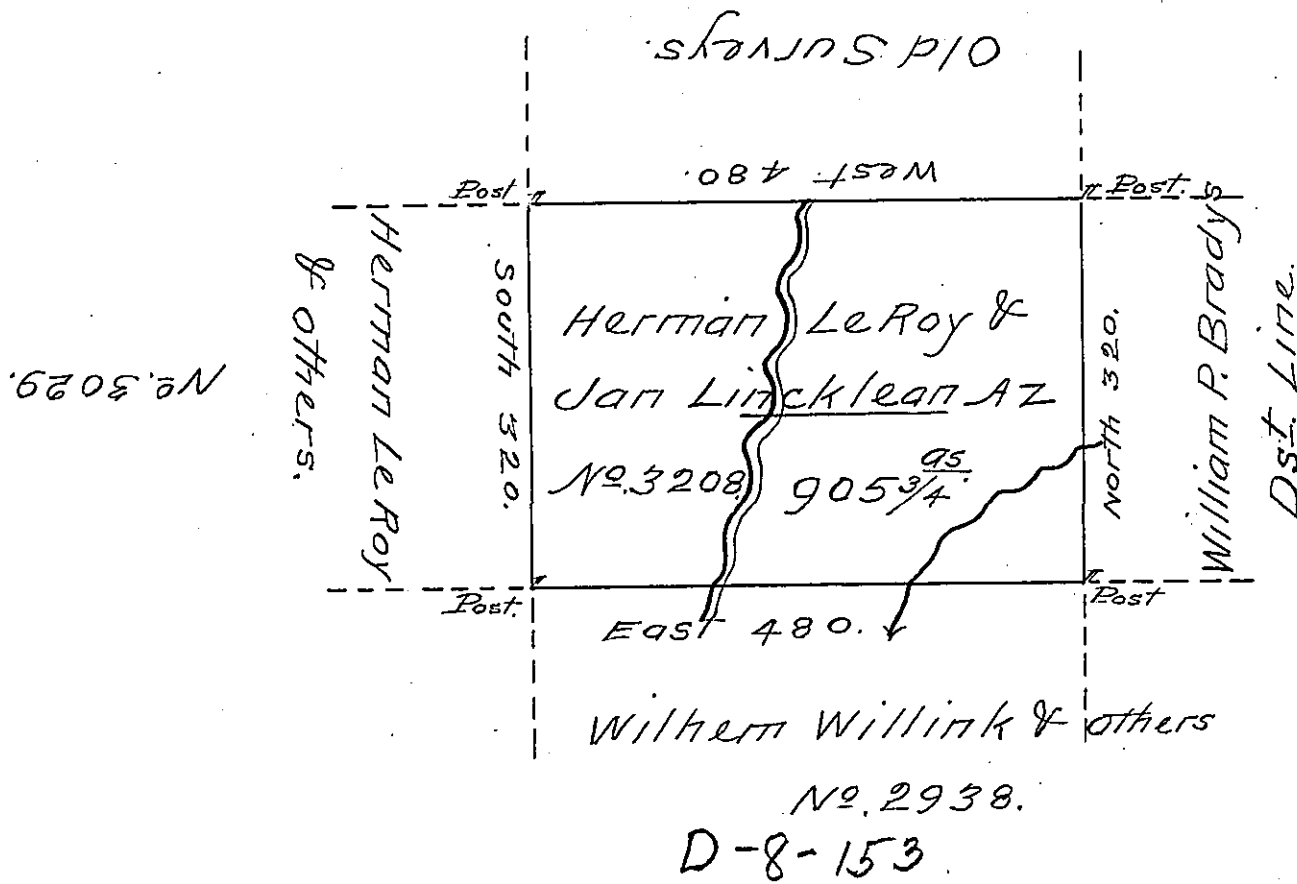 Old Surveys.
West 480.
Post
Post.
Herman LeRoy
& others.
No. 3029.
South 320.
Herman LeRoy &
Jan Lincklean AZ
No. 3208 905 3/4 as
North 320.
William P. Brady's
Dst. Line.
Post.
East 480.
Post
Wilhem Willink & others
No. 2938.
D-8-153